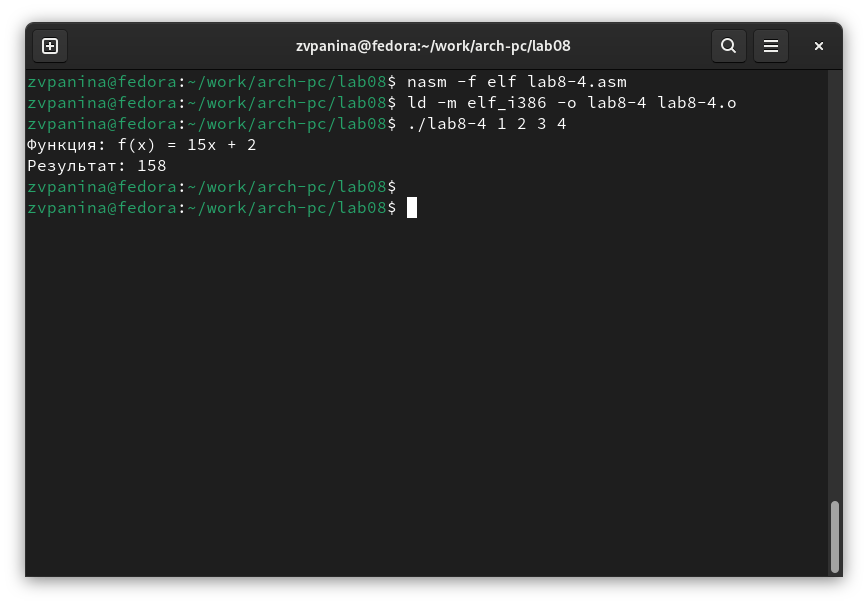 zvpanina@fedora:~/work/arch-pc/lab08
zvpanina@fedora:~/work/arch-pc/lab08$ nasm -f elf lab8-4.asm
zvpanina@fedora:~/work/arch-pc/lab08$ ld -m elf_i386 -o lab8-4 lab8-4.o
zvpanina@fedora:~/work/arch-pc/lab08$ ./lab8-4 1 2 3 4
Функция: f(x) = 15x + 2
Результат: 158
zvpanina@fedora:~/work/arch-pc/lab08$
zvpanina@fedora:~/work/arch-pc/lab08$